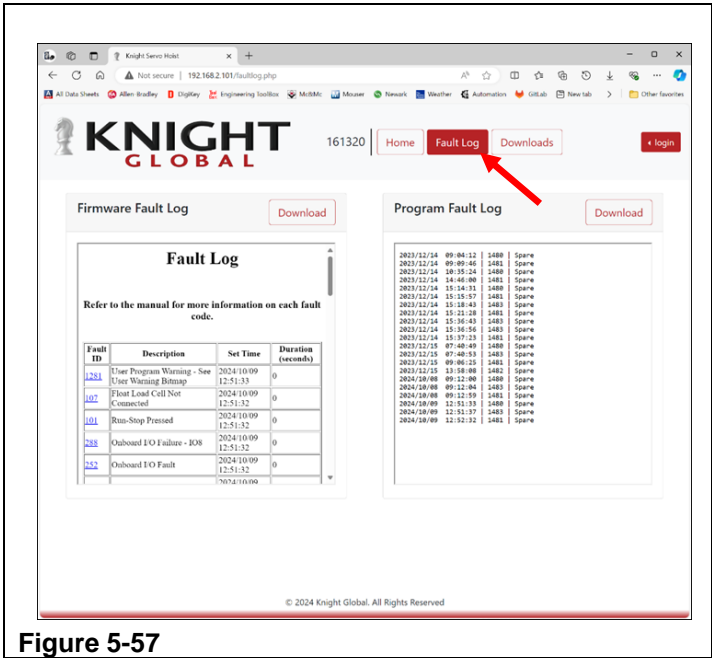 Knight Servo Hoist
Not secure | 192.168.2.101/faultlog.php
All Data Sheets Allen-Bradley DigiKey Engineering ToolBox McMMc Mouser Newark Weather Automation GitLab New tab Other favorites
KNIGHT
GLOBAL
161320 Home Fault Log Downloads login
Firmware Fault Log Download
Fault Log
Refer to the manual for more information on each fault
code.
Fault ID Description Set Time Duration (seconds)
1281 User Program Warning - See User Warning Bitmap 2024/10/09 12:51:33 0
107 Float Load Cell Not Connected 2024/10/09 12:51:32 0
101 Run-Stop Pressed 2024/10/09 12:51:32 0
288 Onboard I/O Failure - IO8 2024/10/09 12:51:32 0
252 Onboard I/O Fault 2024/10/09 12:51:32 0
2024/10/09
Program Fault Log Download
2023/12/14 09:04:12 | 1480 | Spare
2023/12/14 09:09:46 | 1481 | Spare
2023/12/14 10:35:24 | 1480 | Spare
2023/12/14 14:46:00 | 1481 | Spare
2023/12/14 15:14:31 | 1480 | Spare
2023/12/14 15:15:57 | 1481 | Spare
2023/12/14 15:18:43 | 1483 | Spare
2023/12/14 15:21:28 | 1481 | Spare
2023/12/14 15:36:43 | 1483 | Spare
2023/12/14 15:36:56 | 1483 | Spare
2023/12/14 15:37:23 | 1481 | Spare
2023/12/15 07:40:49 | 1480 | Spare
2023/12/15 07:40:53 | 1483 | Spare
2023/12/15 09:06:25 | 1481 | Spare
2023/12/15 13:58:08 | 1482 | Spare
2024/10/08 09:12:00 | 1480 | Spare
2024/10/08 09:12:04 | 1483 | Spare
2024/10/08 09:12:59 | 1481 | Spare
2024/10/09 12:51:33 | 1480 | Spare
2024/10/09 12:51:37 | 1483 | Spare
2024/10/09 12:52:32 | 1481 | Spare
© 2024 Knight Global. All Rights Reserved
Figure 5-57